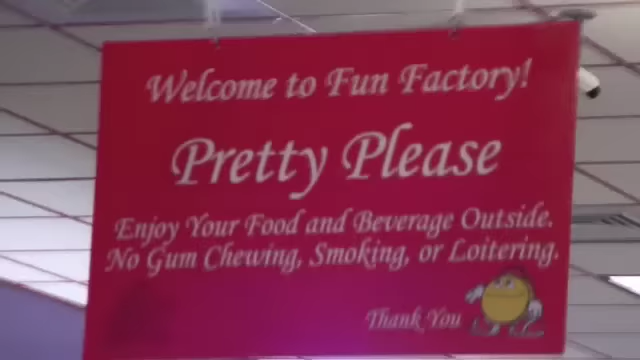 Welcome to Fun Factory!
Pretty Please
Enjoy Your Food and Beverage Outside.
No Gum Chewing, Smoking, or Loitering.
Thank You